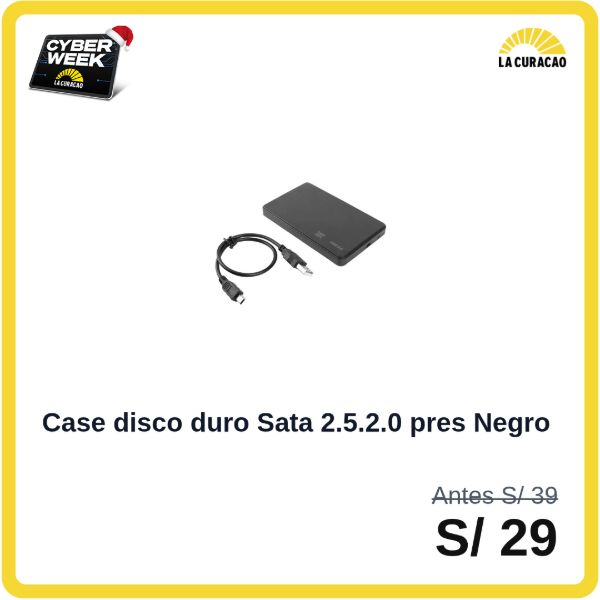 CYBER
WEEK
LA CURACAO
LA CURACAO
Case disco duro Sata 2.5.2.0 pres Negro
Antes S/ 39
S/ 29